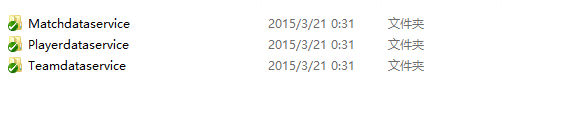 Matchdataservice 2015/3/21 0:31 文件夹
Playerdataservice 2015/3/21 0:31 文件夹
Teamdataservice 2015/3/21 0:31 文件夹